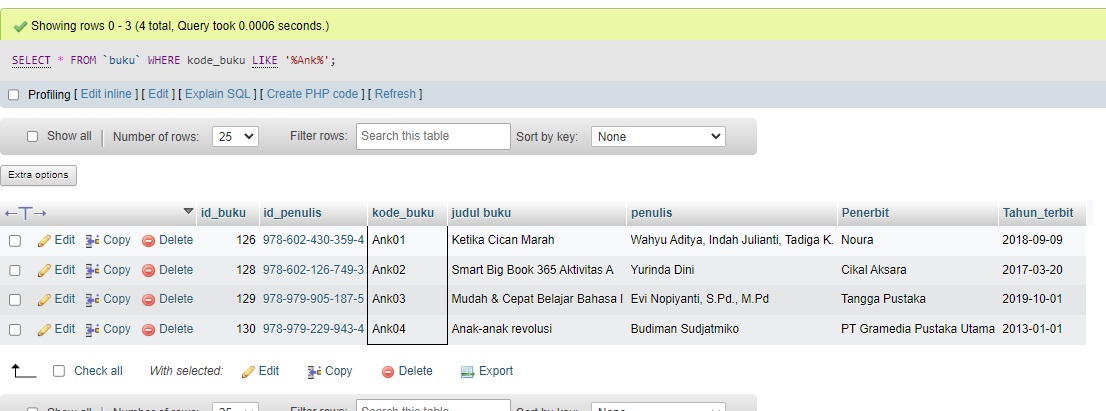 Showing rows 0 - 3 (4 total, Query took 0.0006 seconds.)
SELECT * FROM `buku` WHERE kode_buku LIKE '%Ank%';
Profiling [ Edit inline ] [ Edit ] [ Explain SQL ] [ Create PHP code ] [ Refresh ]
Show all | Number of rows: 25 Filter rows: Search this table Sort by key: None
Extra options
←T→ id_buku id_penulis kode_buku judul buku penulis Penerbit Tahun_terbit
Edit Copy Delete 126 978-602-430-359-4 Ank01 Ketika Cican Marah Wahyu Aditya, Indah Julianti, Tadiga K. Noura 2018-09-09
Edit Copy Delete 128 978-602-126-749-3 Ank02 Smart Big Book 365 Aktivitas A Yurinda Dini Cikal Aksara 2017-03-20
Edit Copy Delete 129 978-979-905-187-5 Ank03 Mudah & Cepat Belajar Bahasa I Evi Nopiyanti, S.Pd., M.Pd Tangga Pustaka 2019-10-01
Edit Copy Delete 130 978-979-229-943-4 Ank04 Anak-anak revolusi Budiman Sudjatmiko PT Gramedia Pustaka Utama 2013-01-01
Check all With selected: Edit Copy Delete Export
Show all Number of rows: 25 Filter rows: Search this table Sort by key: None